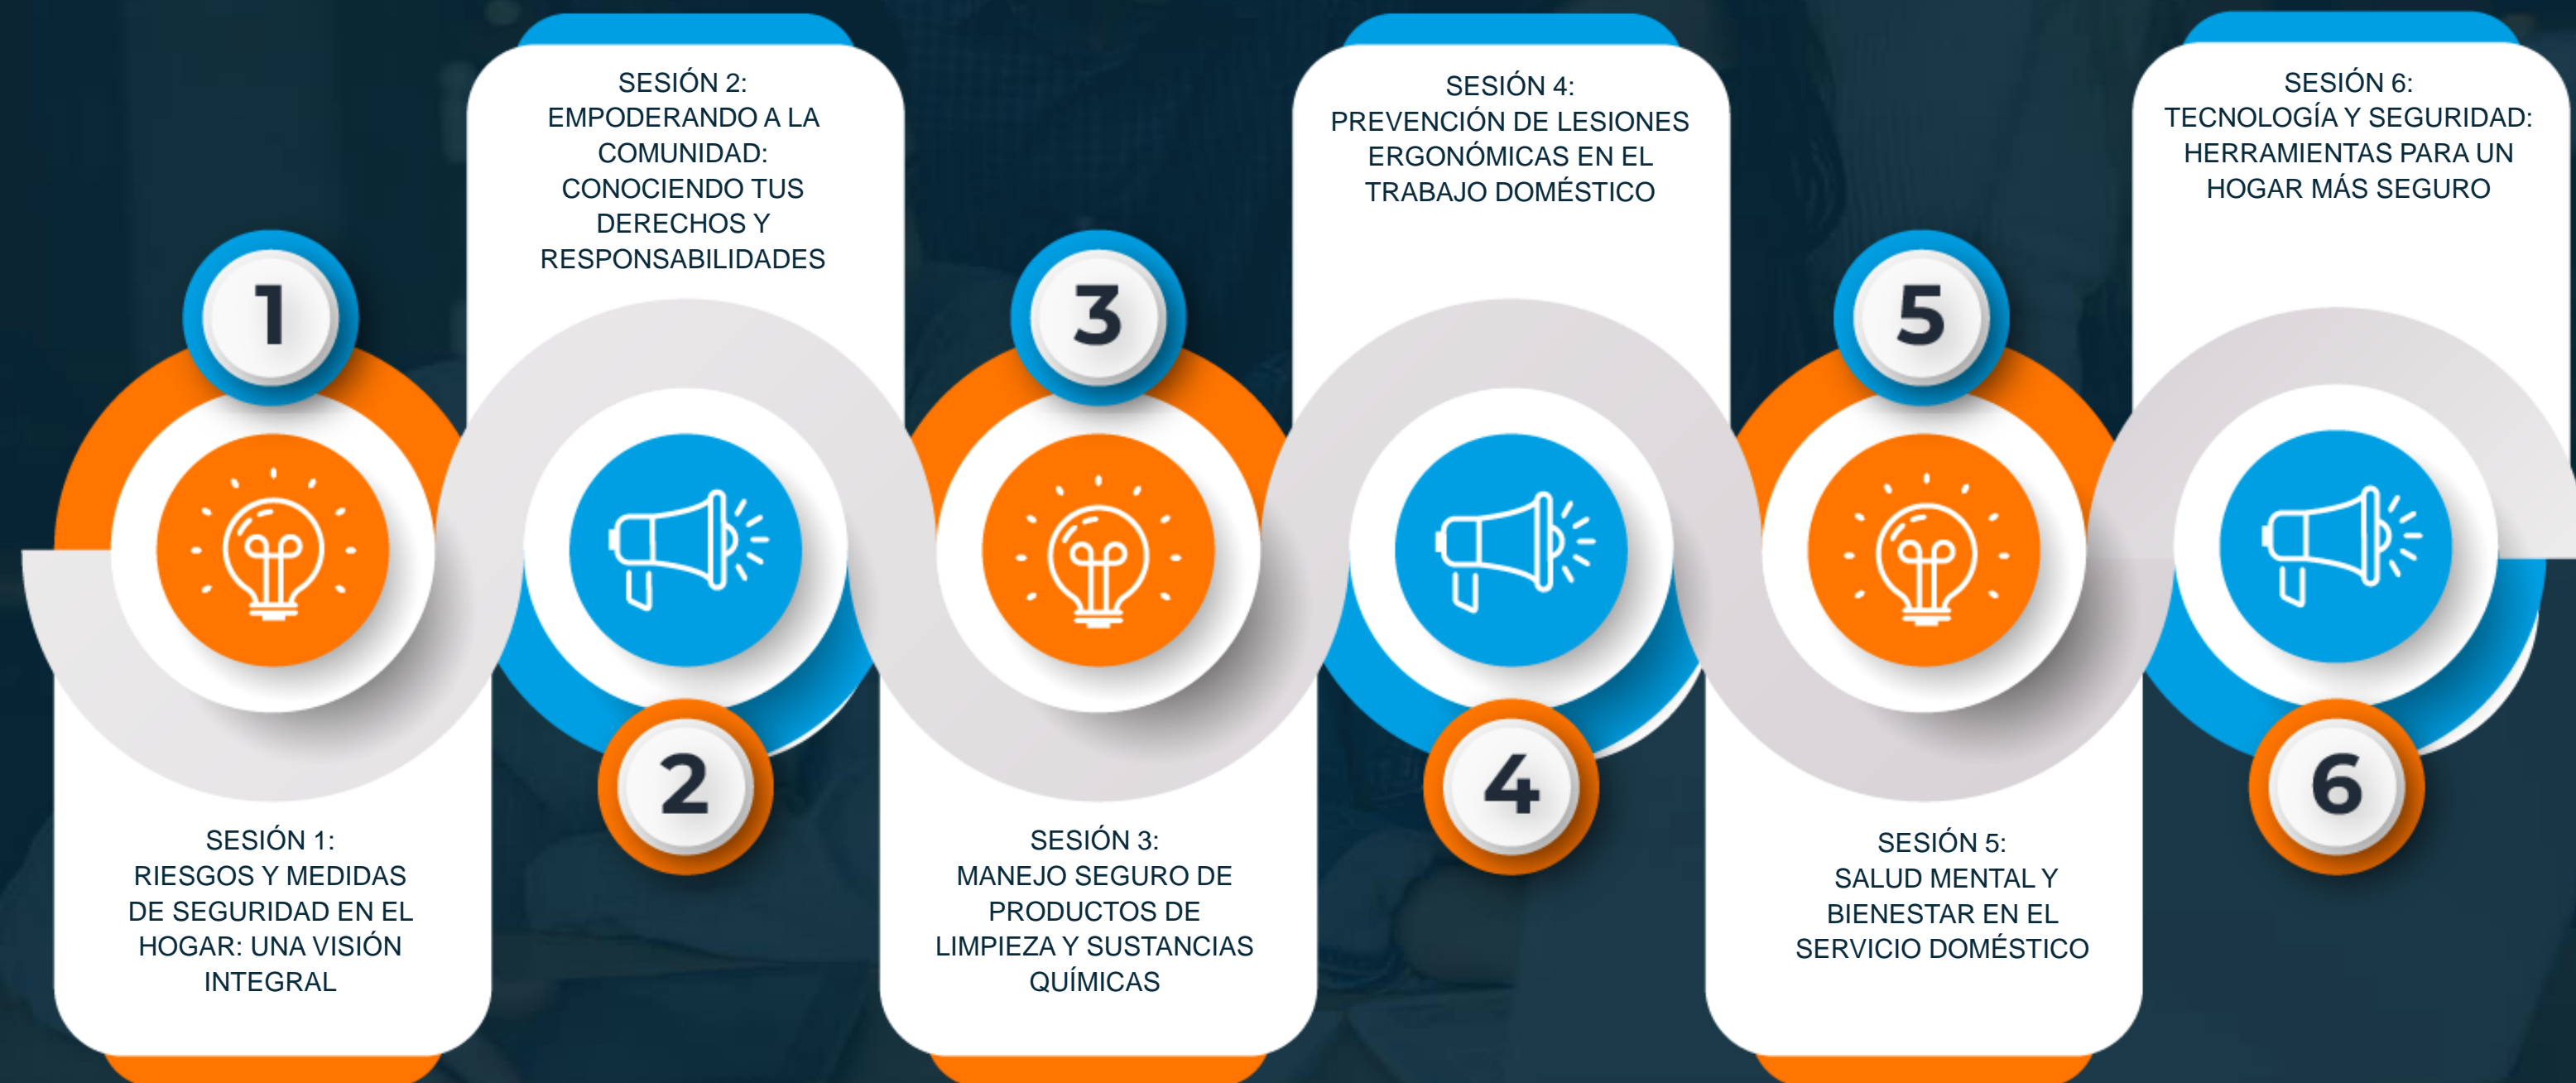 1
SESIÓN 1:
RIESGOS Y MEDIDAS
DE SEGURIDAD EN EL
HOGAR: UNA VISIÓN
INTEGRAL
SESIÓN 2:
EMPODERANDO A LA
COMUNIDAD:
CONOCIENDO TUS
DERECHOS Y
RESPONSABILIDADES
2
3
SESIÓN 3:
MANEJO SEGURO DE
PRODUCTOS DE
LIMPIEZA Y SUSTANCIAS
QUÍMICAS
SESIÓN 4:
PREVENCIÓN DE LESIONES
ERGONÓMICAS EN EL
TRABAJO DOMÉSTICO
4
5
SESIÓN 5:
SALUD MENTAL Y
BIENESTAR EN EL
SERVICIO DOMÉSTICO
SESIÓN 6:
TECNOLOGÍA Y SEGURIDAD:
HERRAMIENTAS PARA UN
HOGAR MÁS SEGURO
6